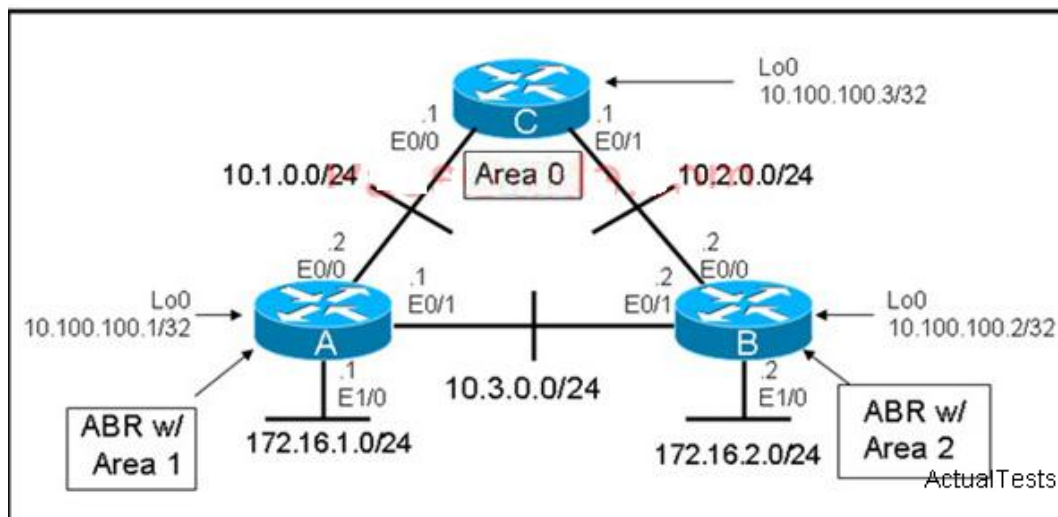 Lo0
10.100.100.3/32
.1
E0/0
C
.1
E0/1
10.1.0.0/24
Area 0
10.2.0.0/24
.2
E0/0
.1
E0/1
.2
E0/1
.2
E0/0
Lo0
10.100.100.1/32
A
B
Lo0
10.100.100.2/32
.1
E1/0
10.3.0.0/24
.2
E1/0
ABR w/
Area 1
172.16.1.0/24
172.16.2.0/24
ABR w/
Area 2
ActualTests